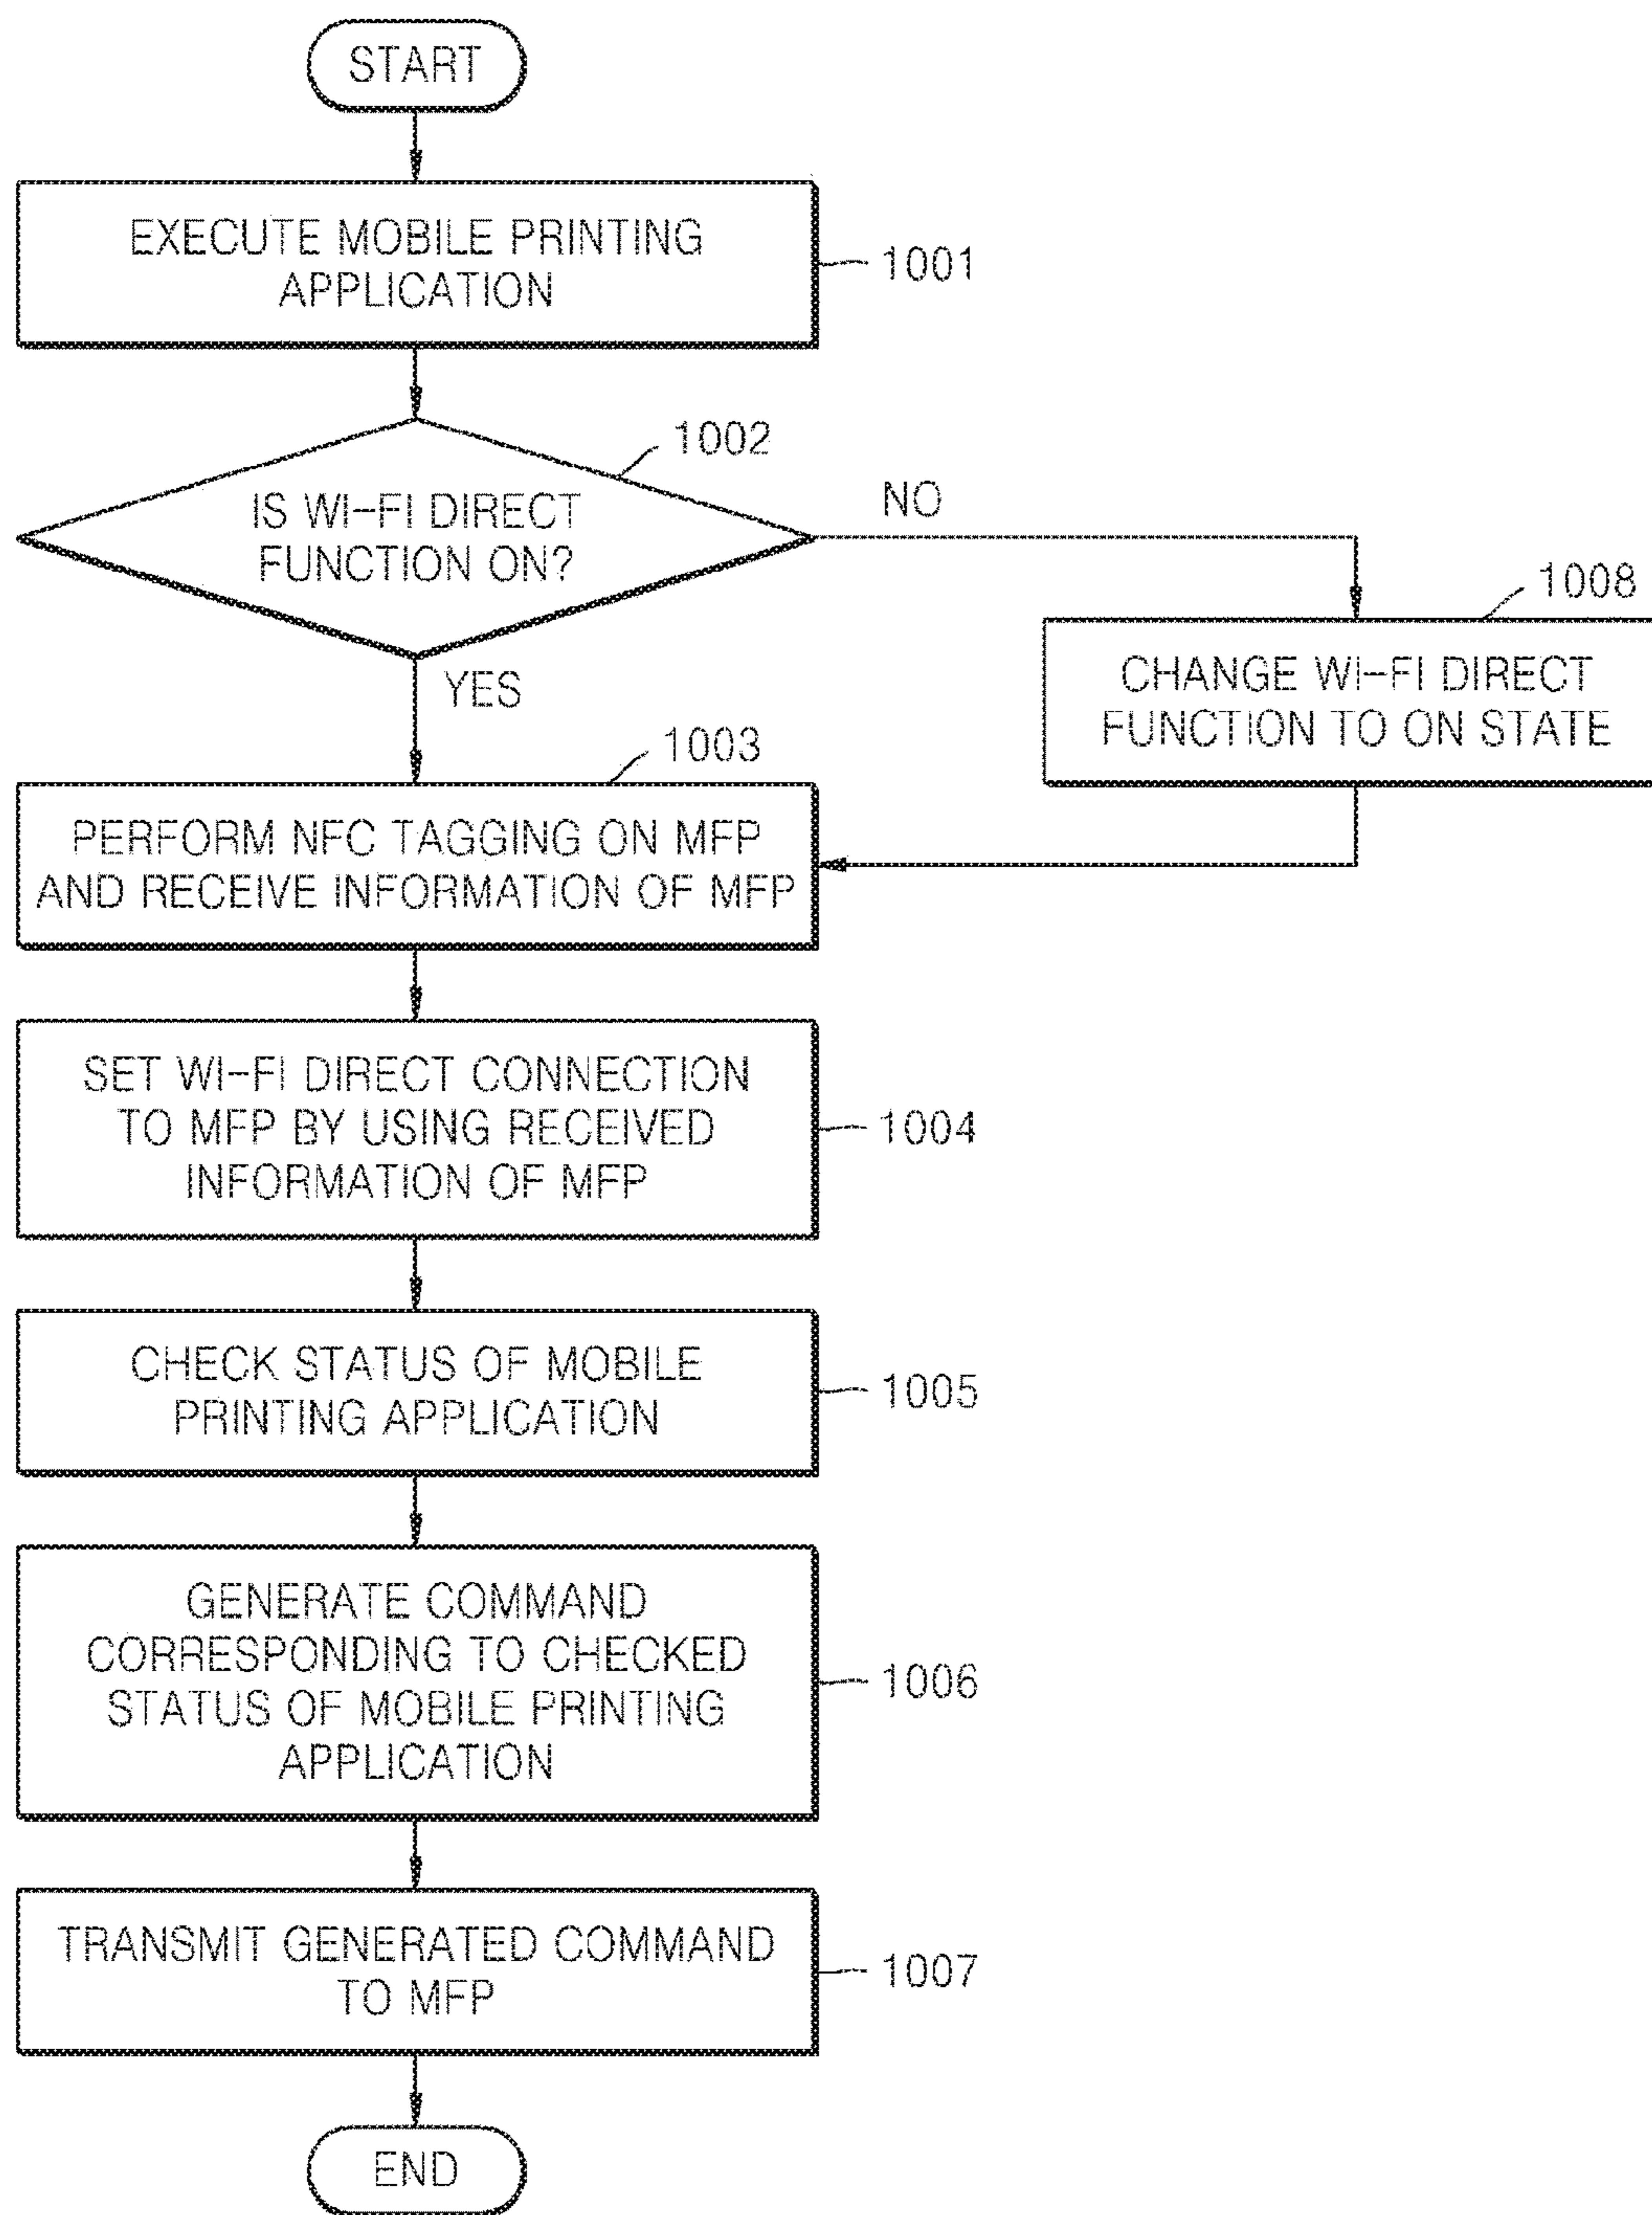 START
EXECUTE MOBILE PRINTING
APPLICATION
1001
1002
IS WI-FI DIRECT
FUNCTION ON?
NO
YES
1008
CHANGE WI-FI DIRECT
FUNCTION TO ON STATE
1003
PERFORM NFC TAGGING ON MFP
AND RECEIVE INFORMATION OF MFP
SET WI-FI DIRECT CONNECTION
TO MFP BY USING RECEIVED
INFORMATION OF MFP
1004
CHECK STATUS OF MOBILE
PRINTING APPLICATION
1005
GENERATE COMMAND
CORRESPONDING TO CHECKED
STATUS OF MOBILE PRINTING
APPLICATION
1006
TRANSMIT GENERATED COMMAND
TO MFP
1007
END